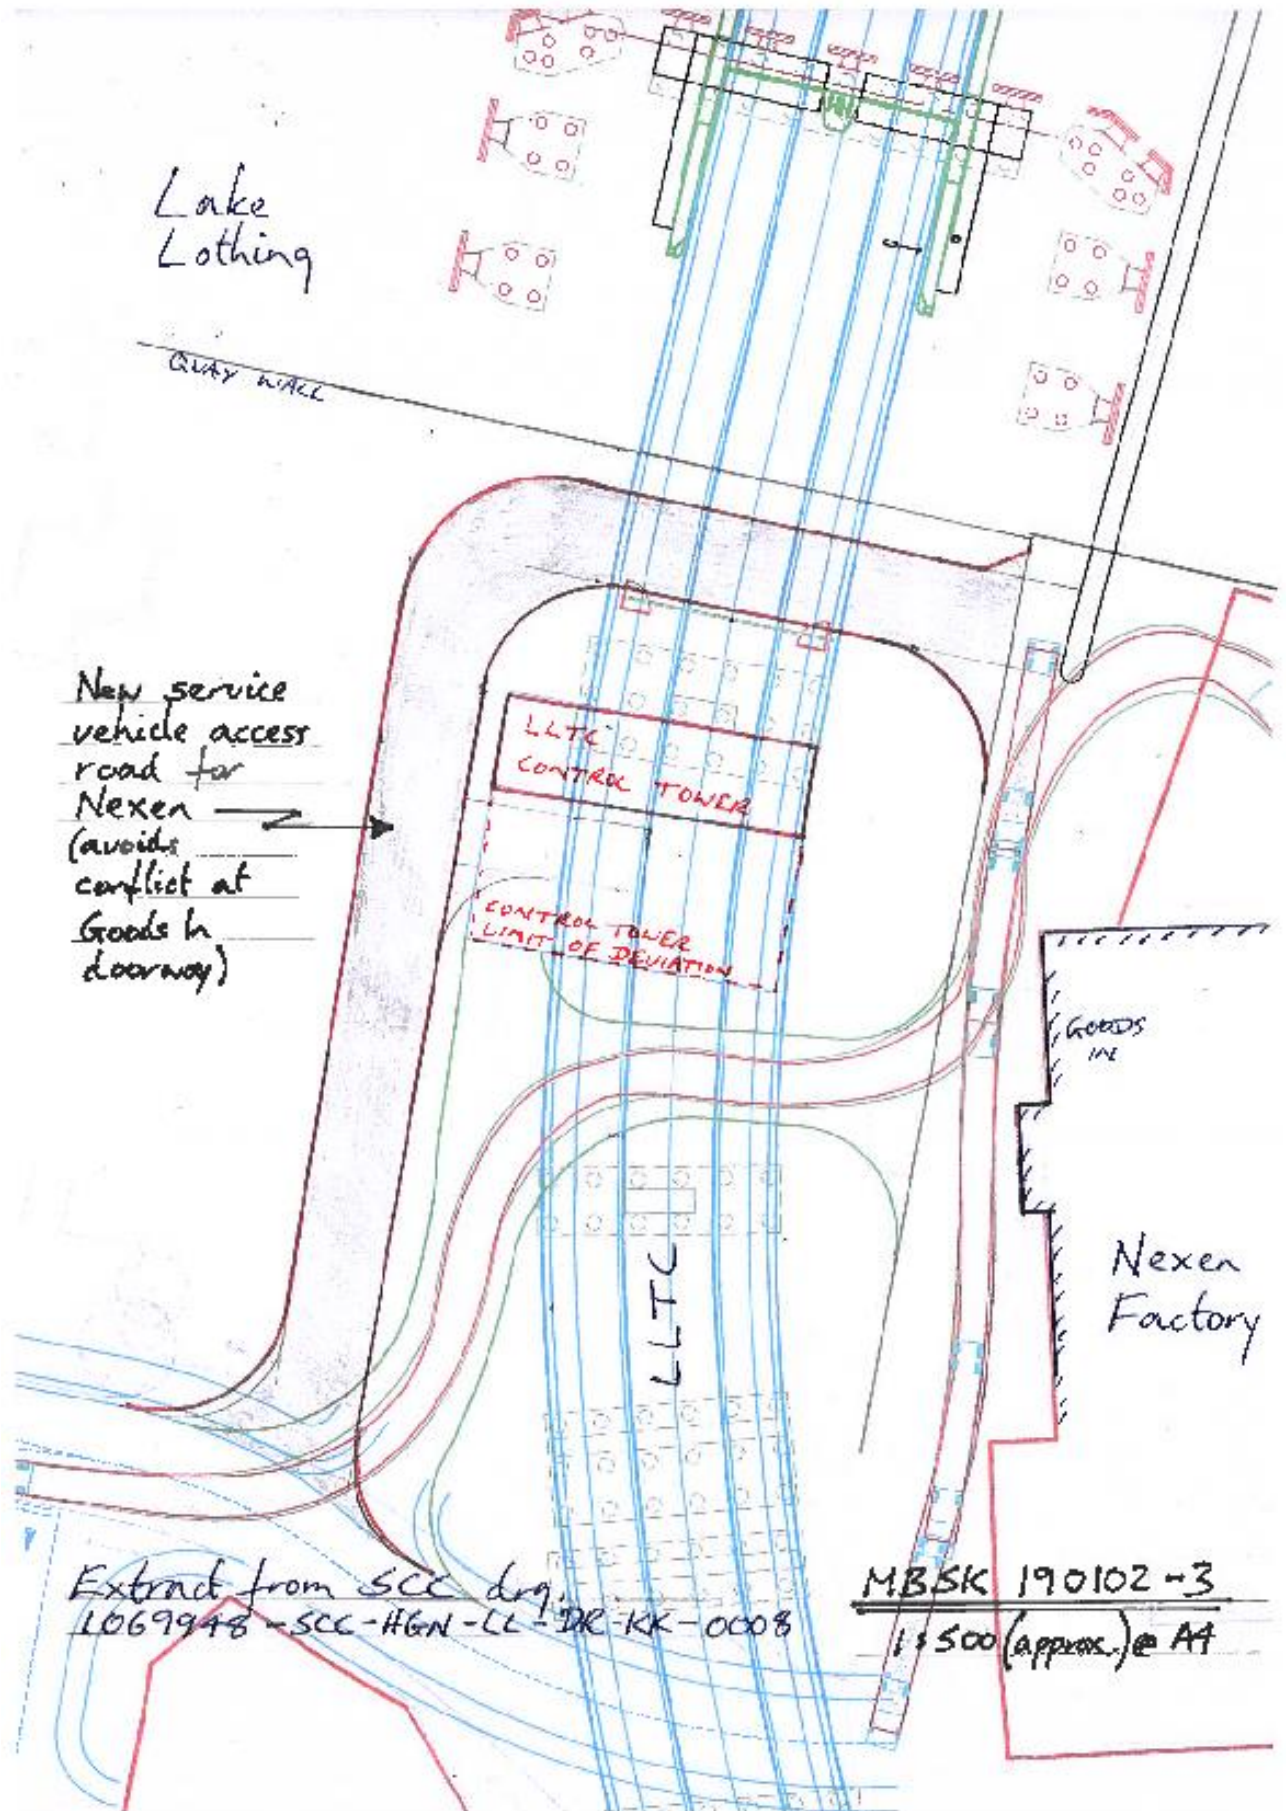 Lake
Lothing
QUAY WALL
New service
vehicle access
road for
Nexen
(avoids
conflict at
Goods In
doorway)
LLTC
CONTROL TOWER
CONTROL TOWER
LIMIT OF DEVIATION
GOODS
IN
Nexen
Factory
LLTC
Extract from SCC drg.
1069948-SCC-HGN-LL-DR-KK-0008
MBSK 190102-3
1:500 (approx.) @ A4